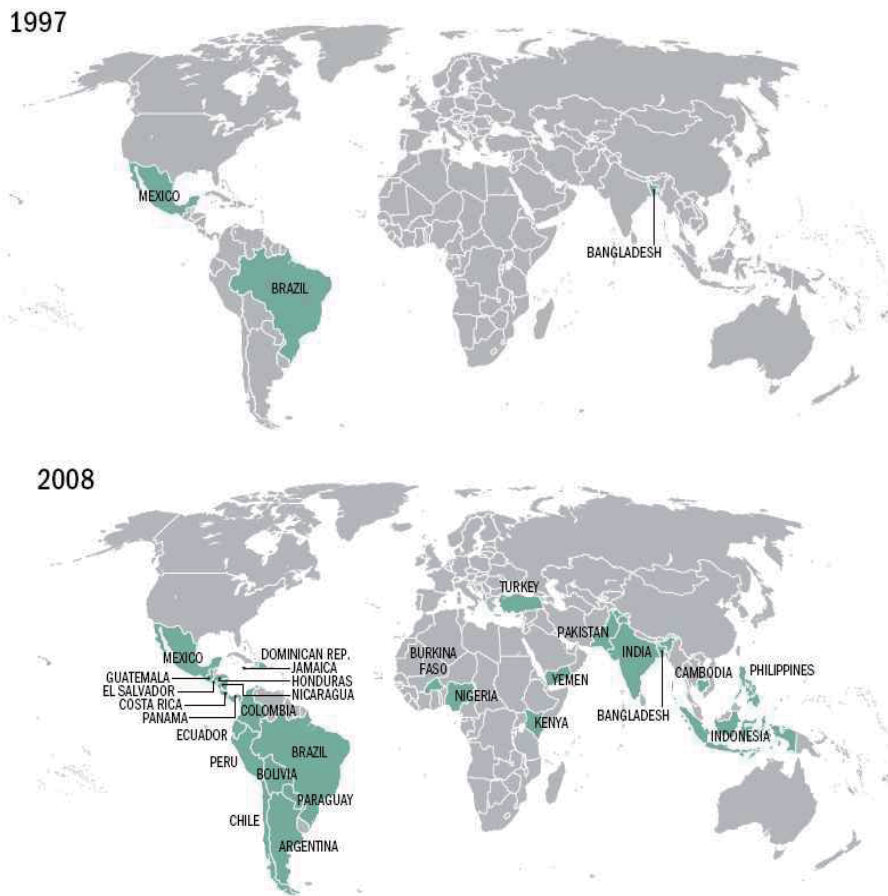 1997
MEXICO
BANGLADESH
BRAZIL
2008
TURKEY
MEXICO
DOMINICAN REP.
JAMAICA
GUATEMALA
HONDURAS
EL SALVADOR
NICARAGUA
COSTA RICA
PANAMA
COLOMBIA
ECUADOR
PERU
BRAZIL
BOLIVIA
PARAGUAY
CHILE
ARGENTINA
BURKINA
FASO
NIGERIA
KENYA
YEMEN
PAKISTAN
INDIA
BANGLADESH
CAMBODIA
PHILIPPINES
INDONESIA